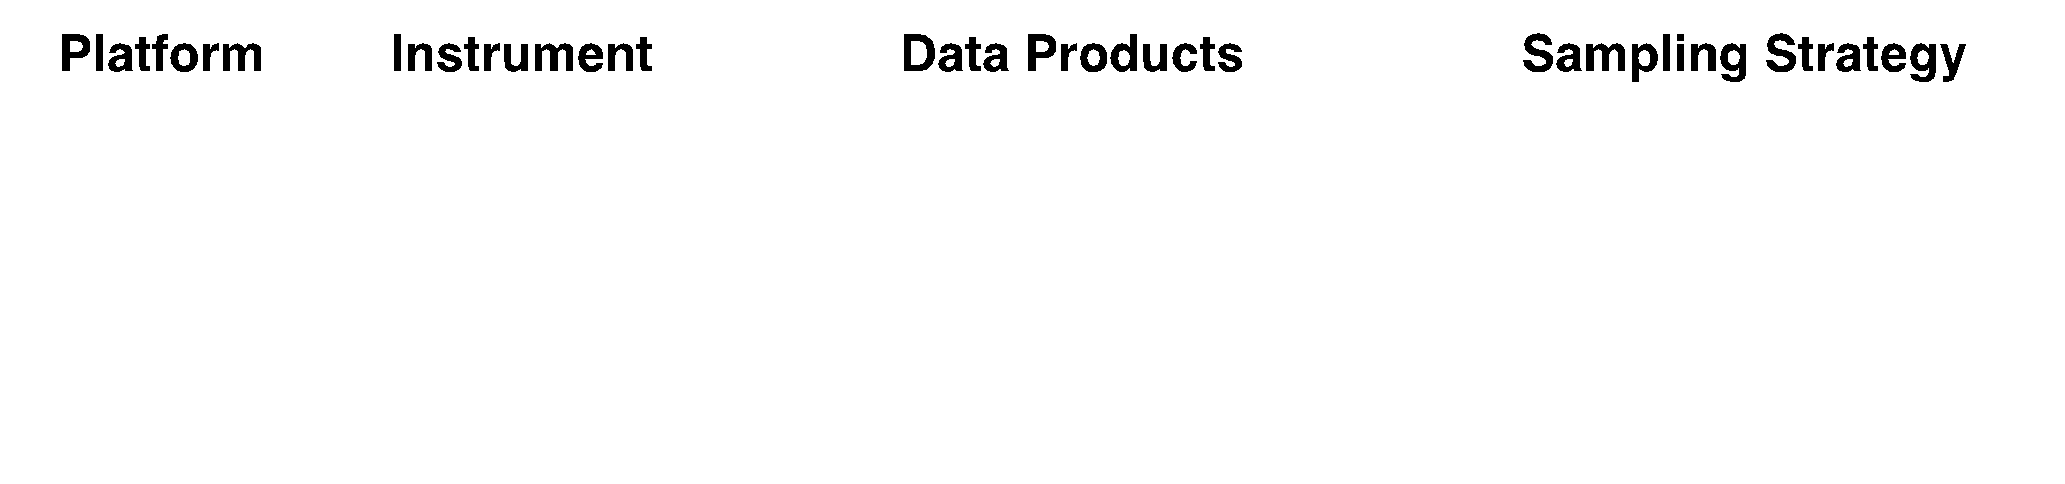 Platform Instrument Data Products Sampling Strategy